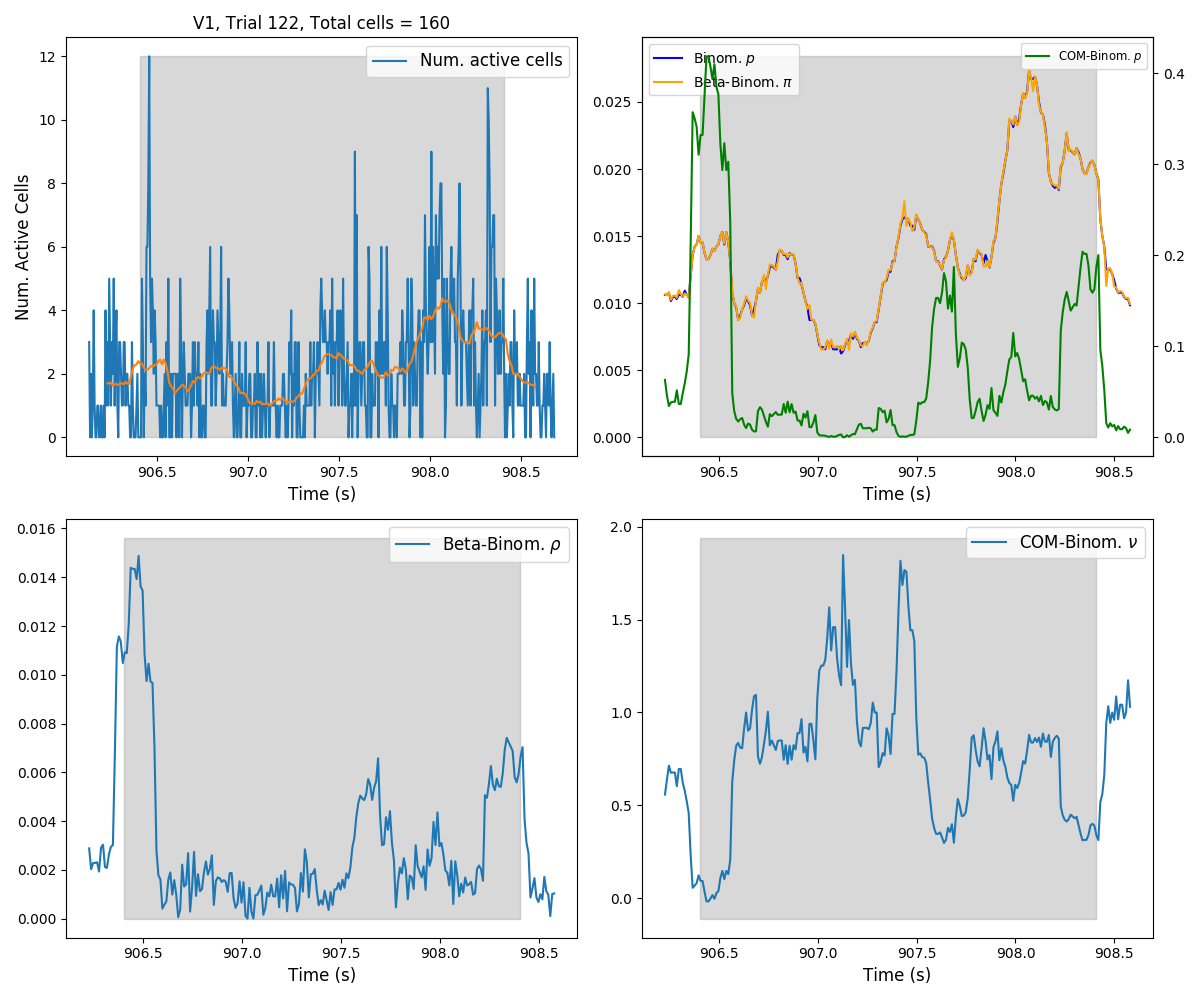 V1, Trial 122, Total cells = 160
Num. active cells
12
10
8
6
4
2
0
Num. Active Cells
906.5 907.0 907.5 908.0 908.5
Time (s)
Binom. p
Beta-Binom. π
COM-Binom. p
0.025
0.020
0.015
0.010
0.005
0.000
0.4
0.3
0.2
0.1
0.0
906.5 907.0 907.5 908.0 908.5
Time (s)
Beta-Binom. ρ
0.016
0.014
0.012
0.010
0.008
0.006
0.004
0.002
0.000
906.5 907.0 907.5 908.0 908.5
Time (s)
COM-Binom. ν
2.0
1.5
1.0
0.5
0.0
906.5 907.0 907.5 908.0 908.5
Time (s)